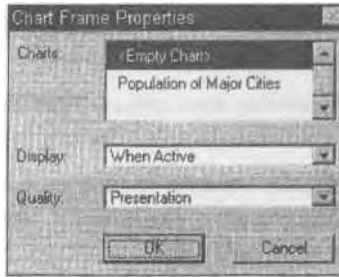 Chart Frame Properties
Charts:
<Empty Chart>
Population of Major Cities
Display:
When Active
Quality:
Presentation
OK
Cancel